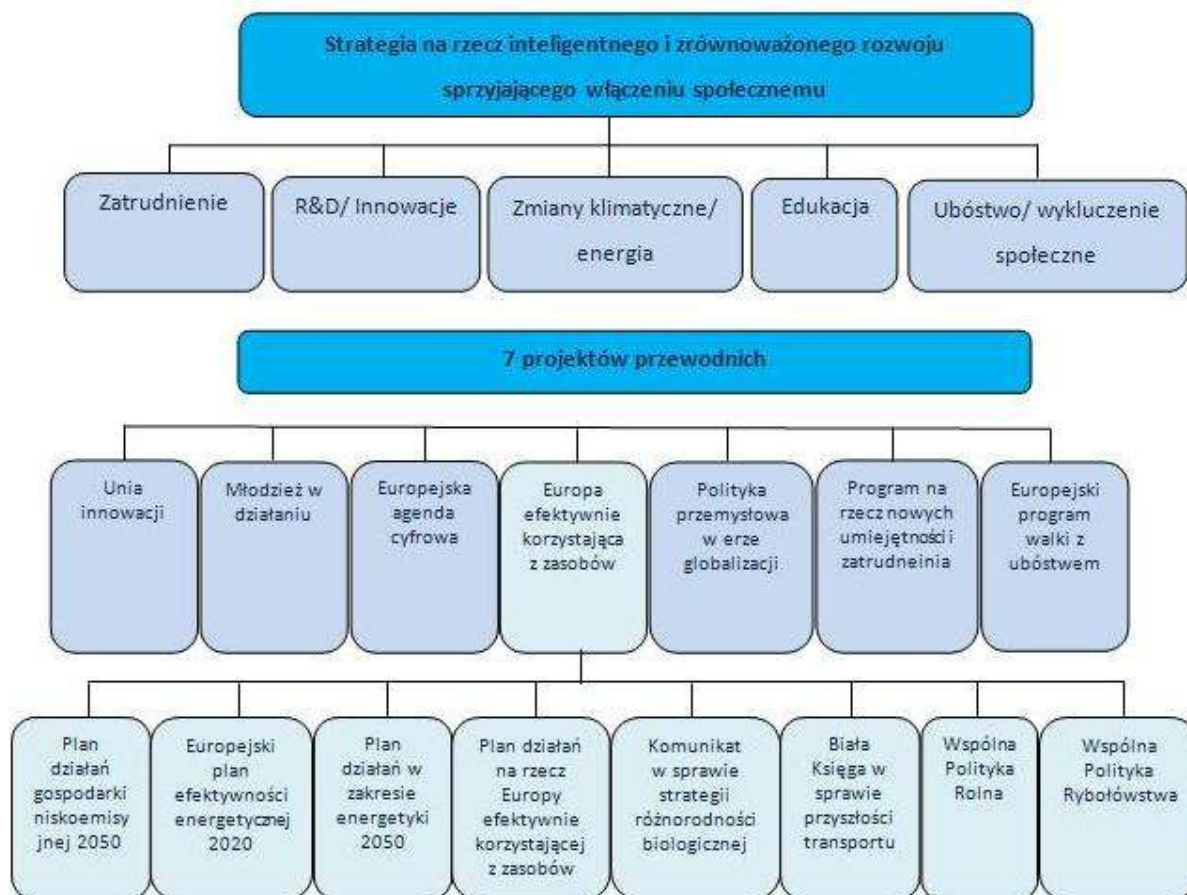 Strategia na rzecz inteligentnego i zrównoważonego rozwoju
sprzyjającego włączeniu społecznemu
Zatrudnienie
R&D/ Innowacje
Zmiany klimatyczne/
energia
Edukacja
Ubóstwo/ wykluczenie
społeczne
7 projektów przewodnich
Unia
innowacji
Młodzież w
działaniu
Europejska
agenda
cyfrowa
Europa
efektywnie
korzystająca
z zasobów
Polityka
przemysłowa
w erze
globalizacji
Program na
rzecz nowych
umiejętności i
zatrudneinia
Europejski
program
walki z
ubóstwem
Plan
działań
gospodarki
niskoemisy
jnej 2050
Europejski
plan
efektywności
energetycznej
2020
Plan
działań w
zakresie
energetyki
2050
Plan działań
na rzecz
Europy
efektywnie
korzystającej
z zasobów
Komunikat
w sprawie
strategii
różnorodności
biologicznej
Biała
Księga w
sprawie
przyszłości
transportu
Wspólna
Polityka
Rolna
Wspólna
Polityka
Rybołówstwa